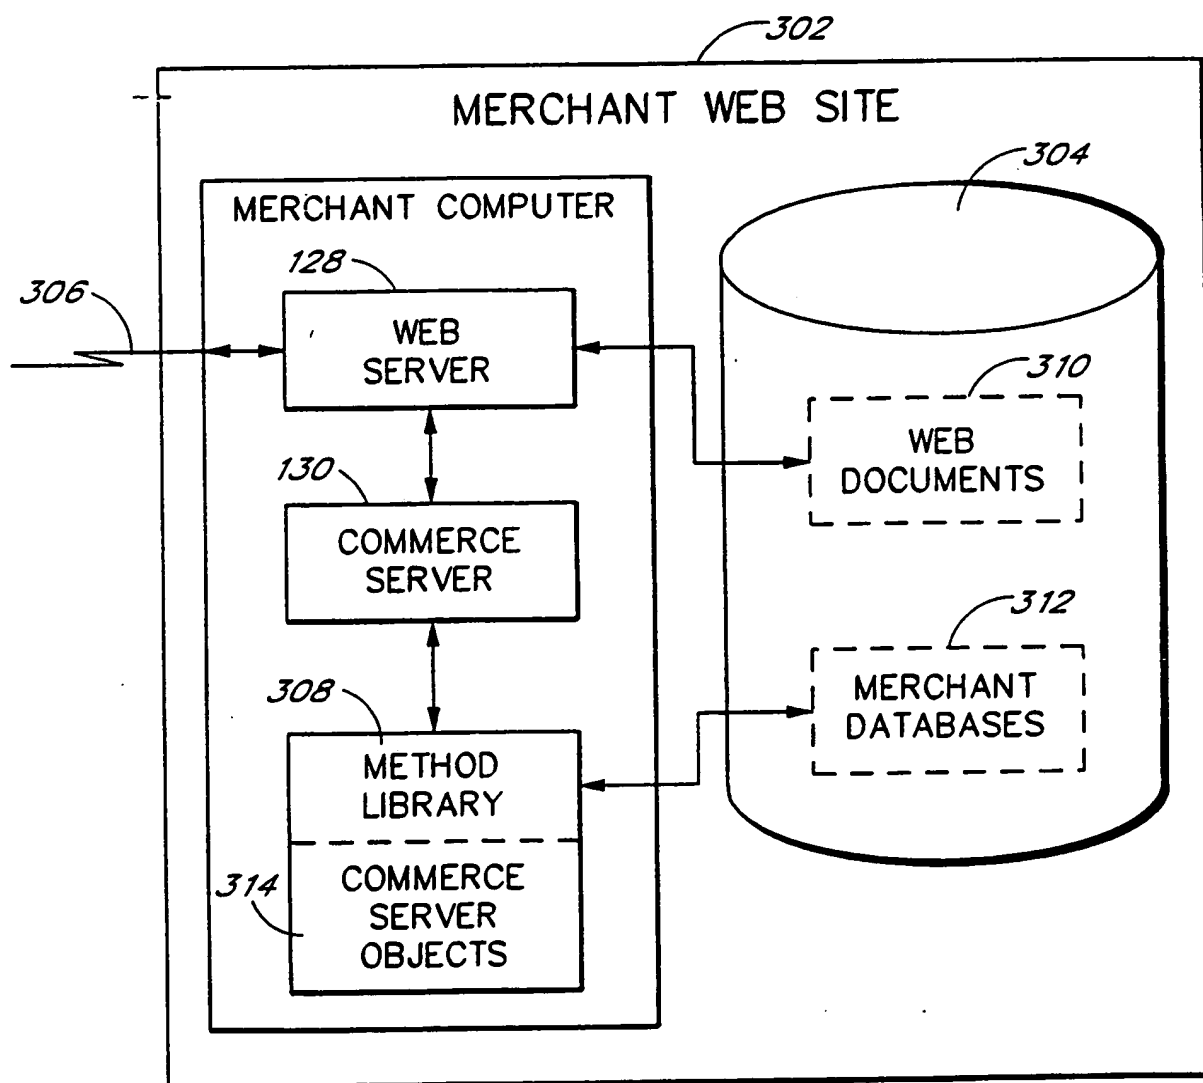 302
MERCHANT WEB SITE
304
MERCHANT COMPUTER
128
306
WEB
SERVER
310
WEB
DOCUMENTS
130
COMMERCE
SERVER
312
MERCHANT
DATABASES
308
METHOD
LIBRARY
314
COMMERCE
SERVER
OBJECTS